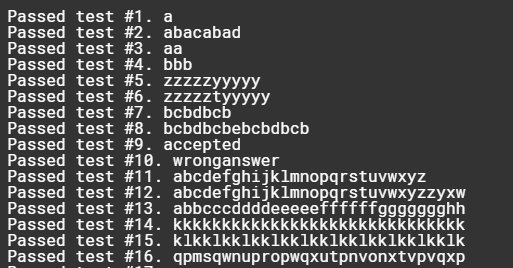 Passed test #1. a
Passed test #2. abacabad
Passed test #3. aa
Passed test #4. bbb
Passed test #5. zzzzzyyyyy
Passed test #6. zzzzztyyyyy
Passed test #7. bcbdbcb
Passed test #8. bcbdbcbebcbdbcb
Passed test #9. accepted
Passed test #10. wronganswer
Passed test #11. abcdefghijklmnopqrstuvwxyz
Passed test #12. abcdefghijklmnopqrstuvwxyzzyxw
Passed test #13. abbcccddddeeeeeffffffggggggghh
Passed test #14. kkkkkkkkkkkkkkkkkkkkkkkkkkkkkk
Passed test #15. klkklkklkklkklkklkklkklkklkklk
Passed test #16. qpmsqwnupropwqxutpnvonxtvpvqxp